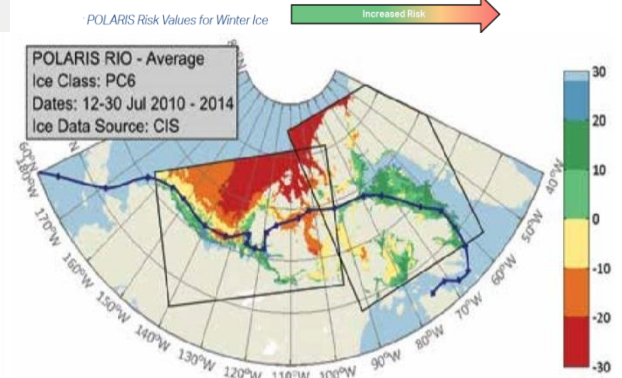 POLARIS Risk Values for Winter Ice
Increased Risk
POLARIS RIO - Average
Ice Class: PC6
Dates: 12-30 Jul 2010 - 2014
Ice Data Source: CIS
30
20
10
0
-10
-20
-30
60°N
180°W
170°W
160°W
150°W
140°W
130°W
120°W
110°W
100°W
90°W
80°W
70°W
60°W
50°W
40°W